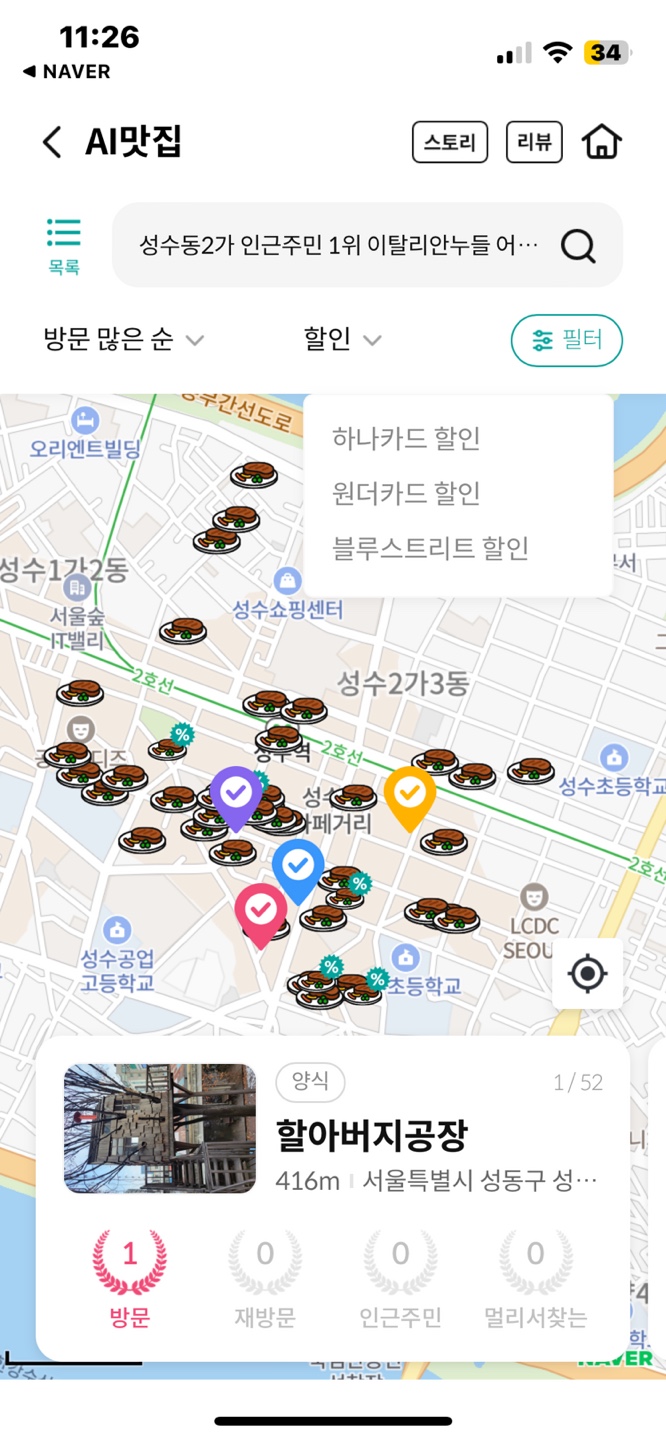 11:26
34
◀ NAVER
AI맛집
스토리
리뷰
목록
성수동2가 인근주민 1위 이탈리안누들 어…
방문 많은 순
할인
필터
하나카드 할인
원더카드 할인
블루스트리트 할인
오리엔트빌딩
성수1가2동
서울숲
IT밸리
성수쇼핑센터
2호선
성수2가3동
2호선
성수초등학교
카페거리
2호선
LCDC
SEOU
성수공업
고등학교
초등학교
양식
1/52
할아버지공장
416m
서울특별시 성동구 성…
1
0
0
0
방문
재방문
인근주민
멀리서찾는
NAVER